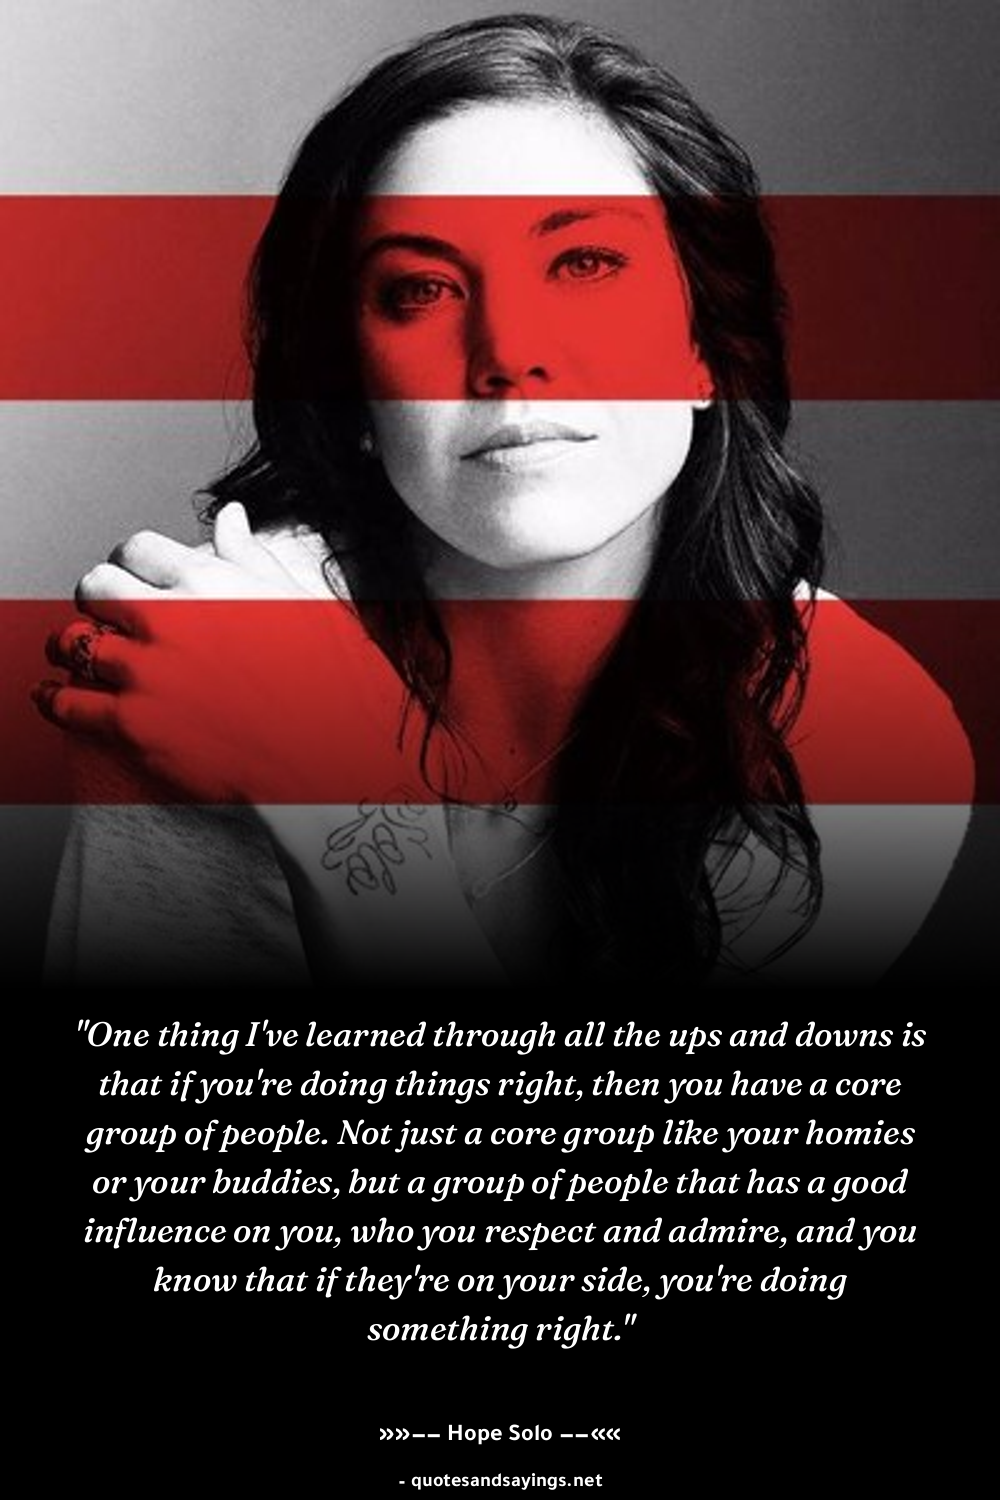 "One thing I've learned through all the ups and downs is
that if you're doing things right, then you have a core
group of people. Not just a core group like your homies
or your buddies, but a group of people that has a good
influence on you, who you respect and admire, and you
know that if they're on your side, you're doing
something right."
»»–– Hope Solo ––««
- quotesandsayings.net